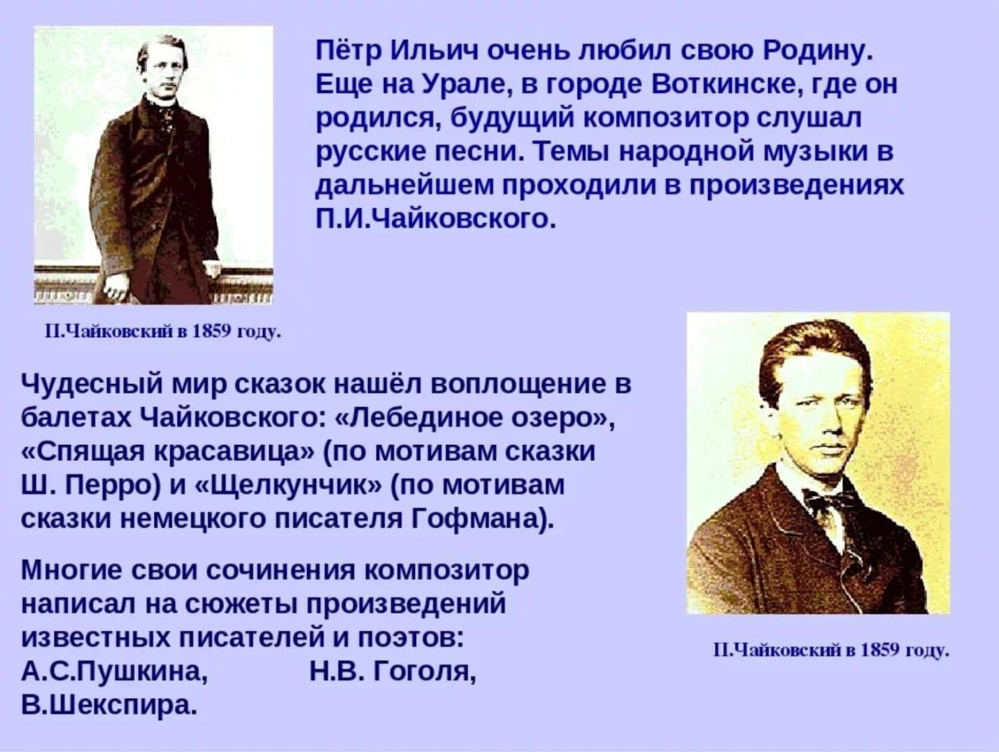 Пётр Ильич очень любил свою Родину.
Еще на Урале, в городе Воткинске, где он
родился, будущий композитор слушал
русские песни. Темы народной музыки в
дальнейшем проходили в произведениях
П.И.Чайковского.
П.Чайковский в 1859 году.
Чудесный мир сказок нашёл воплощение в
балетах Чайковского: «Лебединое озеро»,
«Спящая красавица» (по мотивам сказки
Ш. Перро) и «Щелкунчик» (по мотивам
сказки немецкого писателя Гофмана).
Многие свои сочинения композитор
написал на сюжеты произведений
известных писателей и поэтов:
А.С.Пушкина, Н.В. Гоголя,
В.Шекспира.
П.Чайковский в 1859 году.